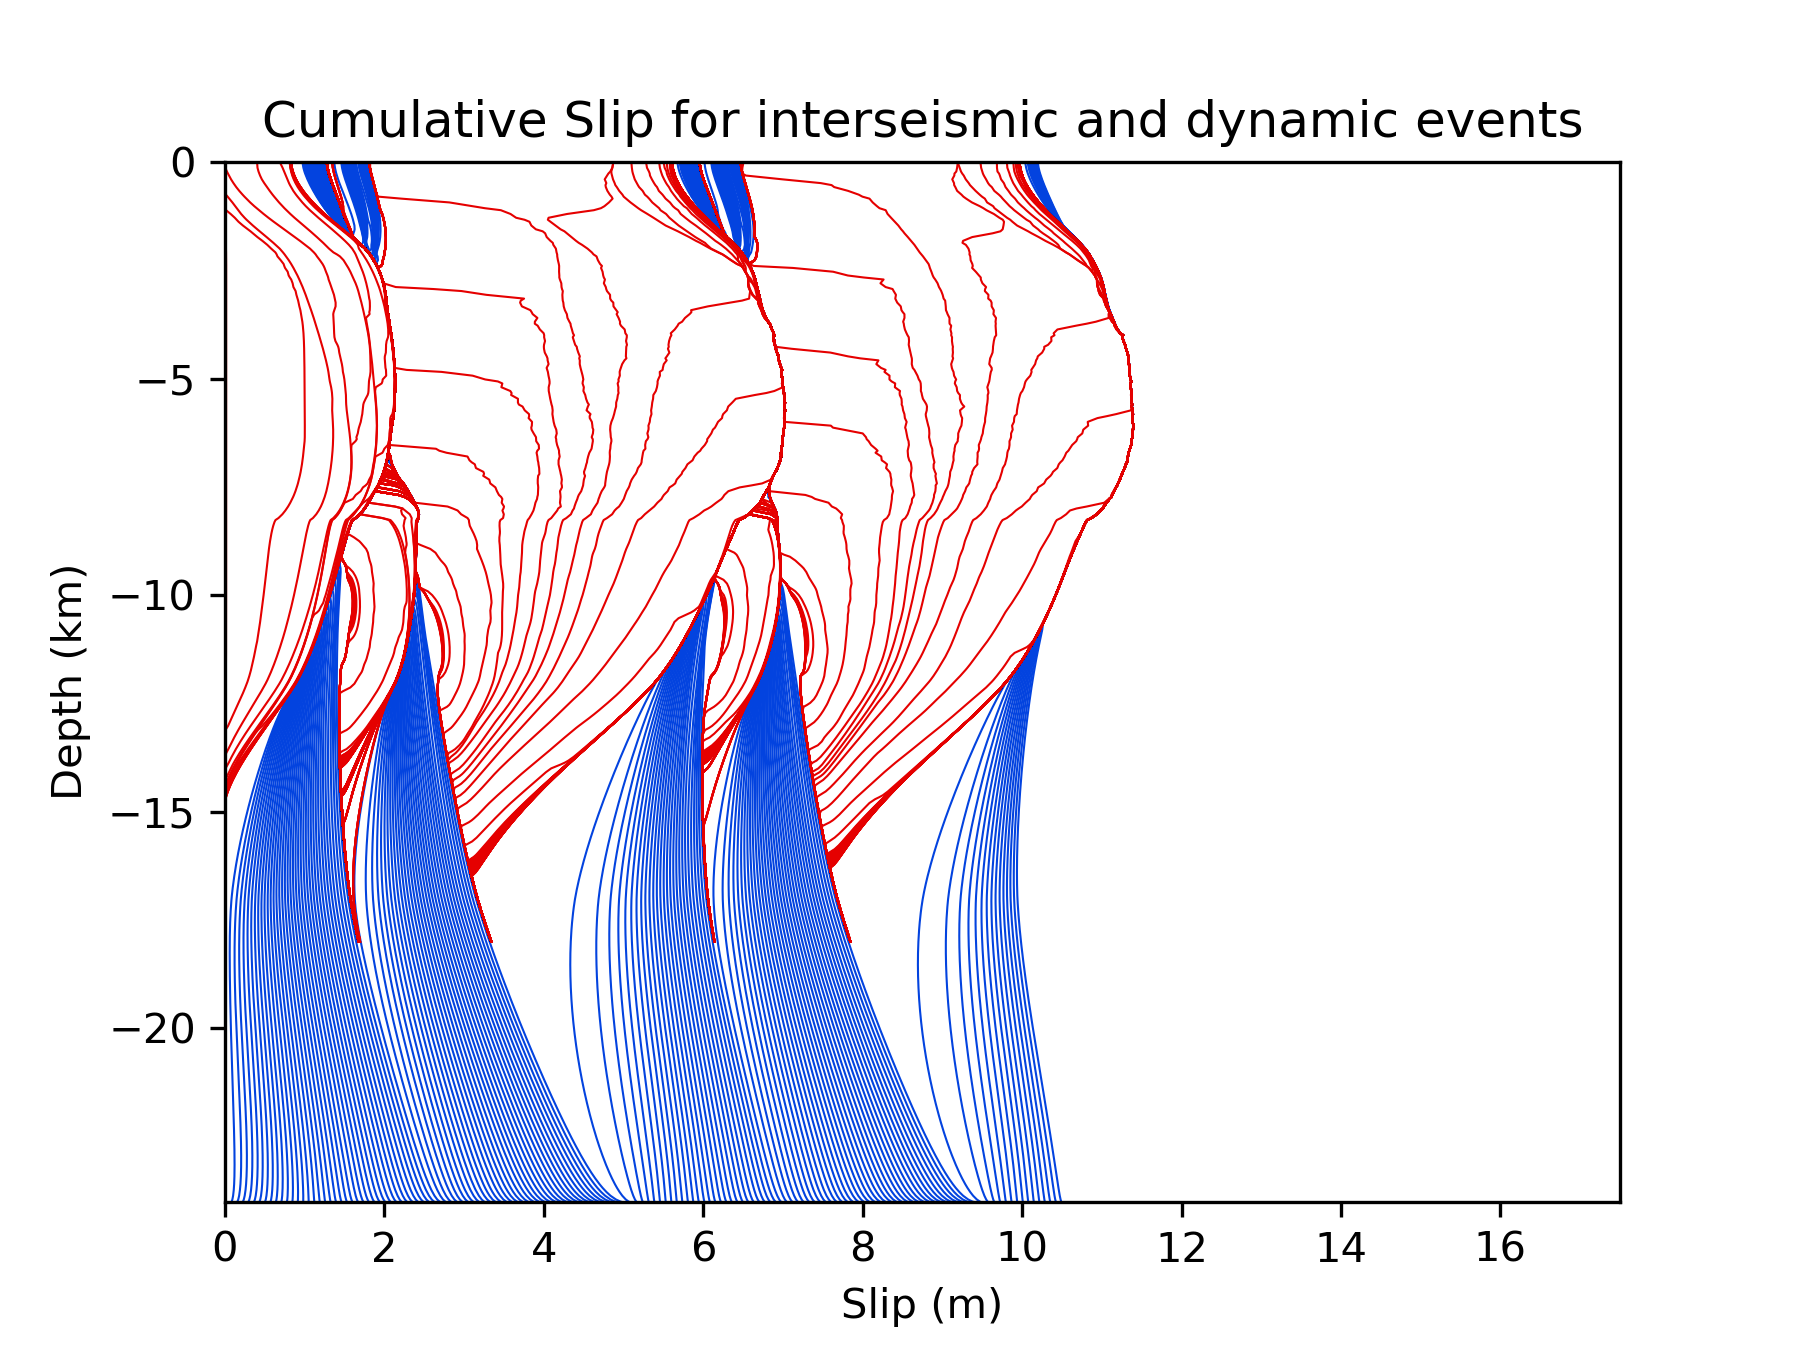 Cumulative Slip for interseismic and dynamic events
0
−5
−10
−15
−20
Depth (km)
0 2 4 6 8 10 12 14 16
Slip (m)